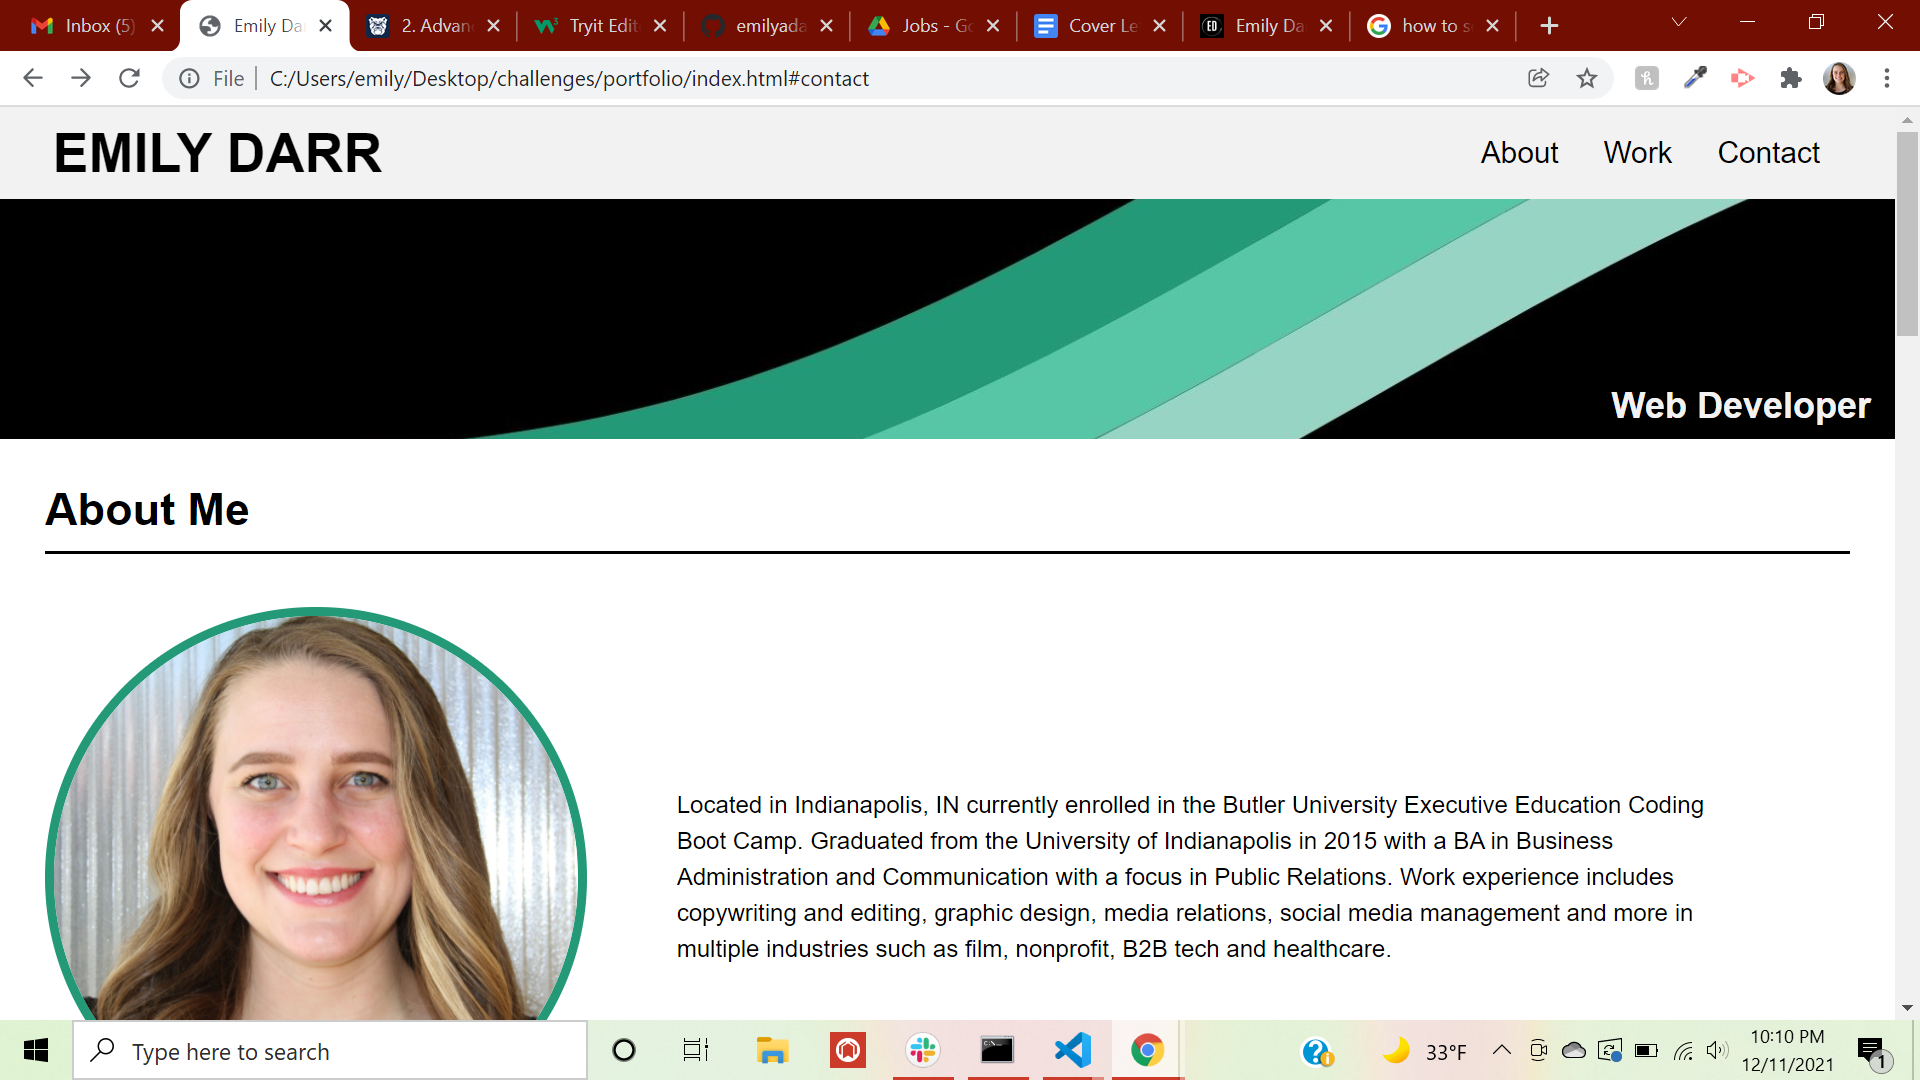 Inbox (5)
Emily Da
2. Advan
W3
Tryit Edit
emilyada
Jobs - Go
Cover Le
ED
Emily Da
how to s
File
C:/Users/emily/Desktop/challenges/portfolio/index.html#contact
EMILY DARR
About
Work
Contact
Web Developer
About Me
Located in Indianapolis, IN currently enrolled in the Butler University Executive Education Coding
Boot Camp. Graduated from the University of Indianapolis in 2015 with a BA in Business
Administration and Communication with a focus in Public Relations. Work experience includes
copywriting and editing, graphic design, media relations, social media management and more in
multiple industries such as film, nonprofit, B2B tech and healthcare.
Type here to search
33°F
10:10 PM
12/11/2021
1